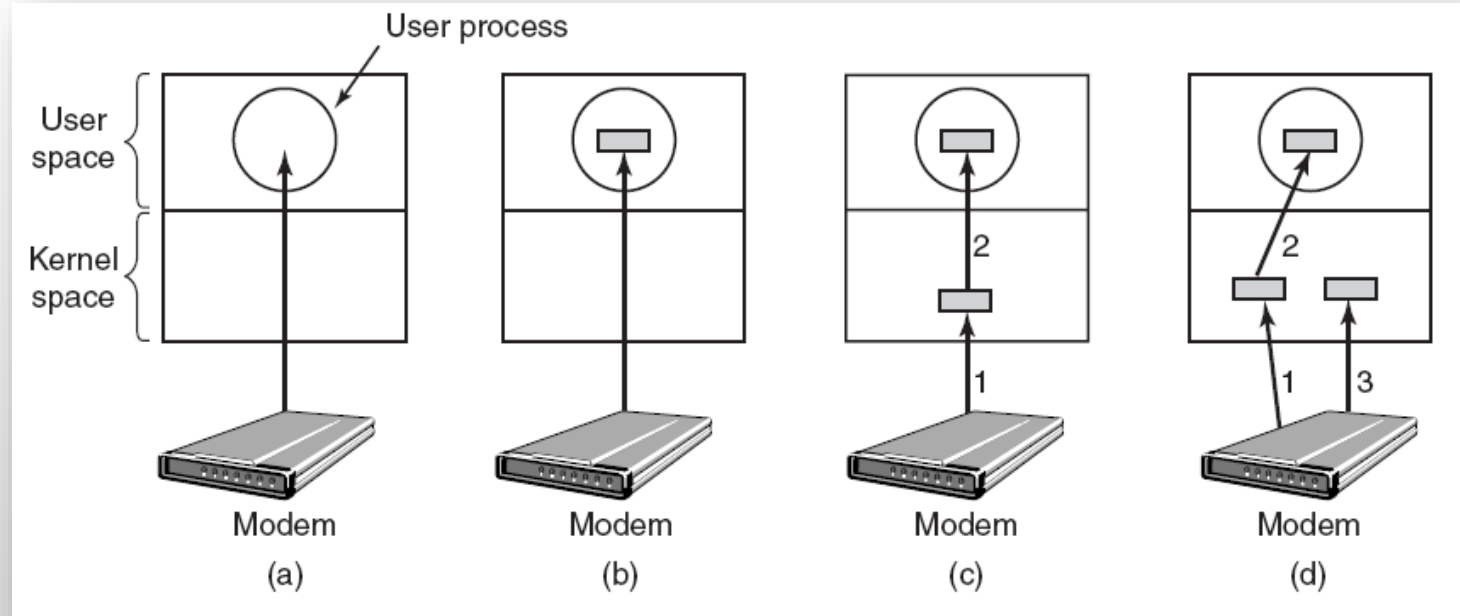 User process
User
space
Kernel
space
2
2
1
1
3
Modem
Modem
Modem
Modem
(a)
(b)
(c)
(d)